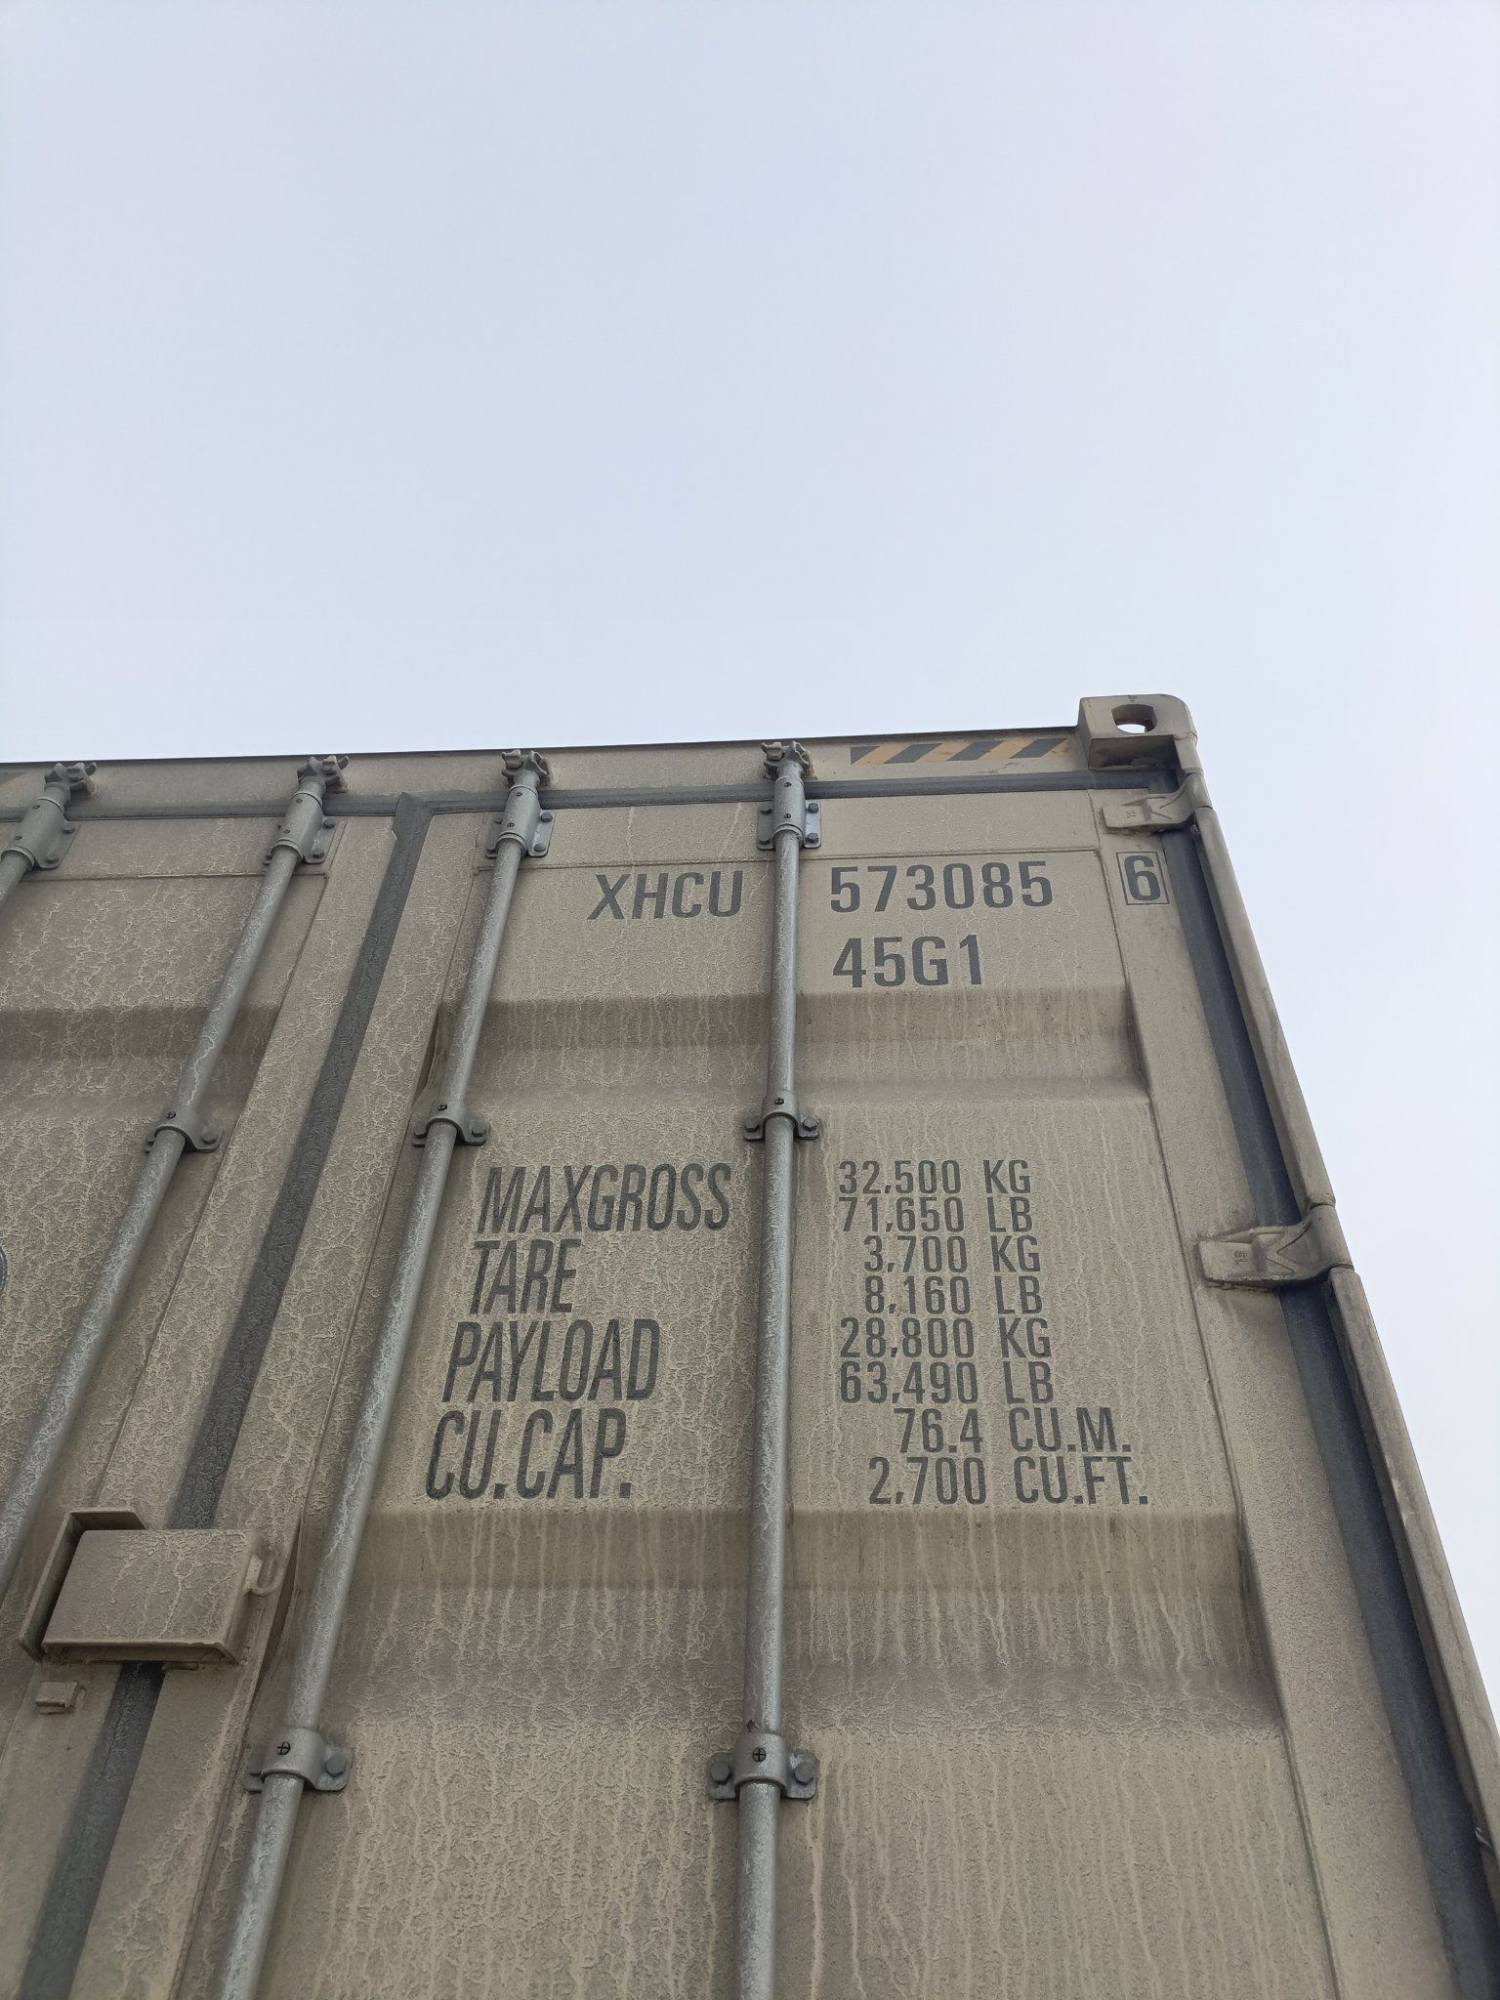 XHCU 573085 6
45G1
MAXGROSS 32,500 KG
71,650 LB
TARE 3,700 KG
8,160 LB
PAYLOAD 28,800 KG
63,490 LB
CU.CAP. 76.4 CU.M.
2,700 CU.FT.